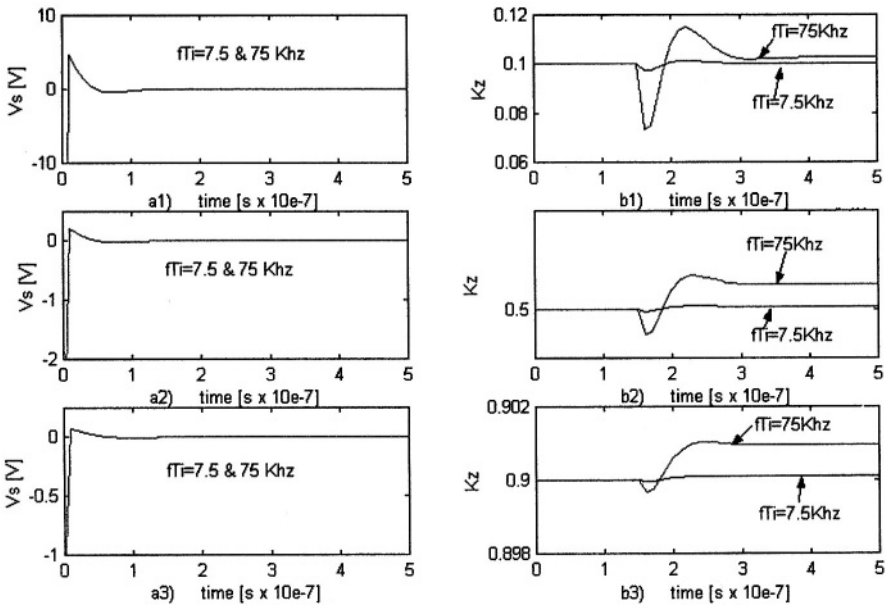 10
0
-10
Vs [V]
fTi=7.5 & 75 Khz
0 1 2 3 4 5
a1) time [s x 10e-7]
0.12
0.1
0.08
0.06
Kz
fTi=75Khz
fTi=7.5Khz
0 1 2 3 4 5
b1) time [s x 10e-7]
0
-1
-2
Vs [V]
fTi=7.5 & 75 Khz
0 1 2 3 4 5
a2) time [s x 10e-7]
0.5
Kz
fTi=75Khz
fTi=7.5Khz
0 1 2 3 4 5
b2) time [s x 10e-7]
0
-0.5
-1
Vs [V]
fTi=7.5 & 75 Khz
0 1 2 3 4 5
a3) time [s x 10e-7]
0.902
0.9
0.898
Kz
fTi=75Khz
fTi=7.5Khz
0 1 2 3 4 5
b3) time [s x 10e-7]